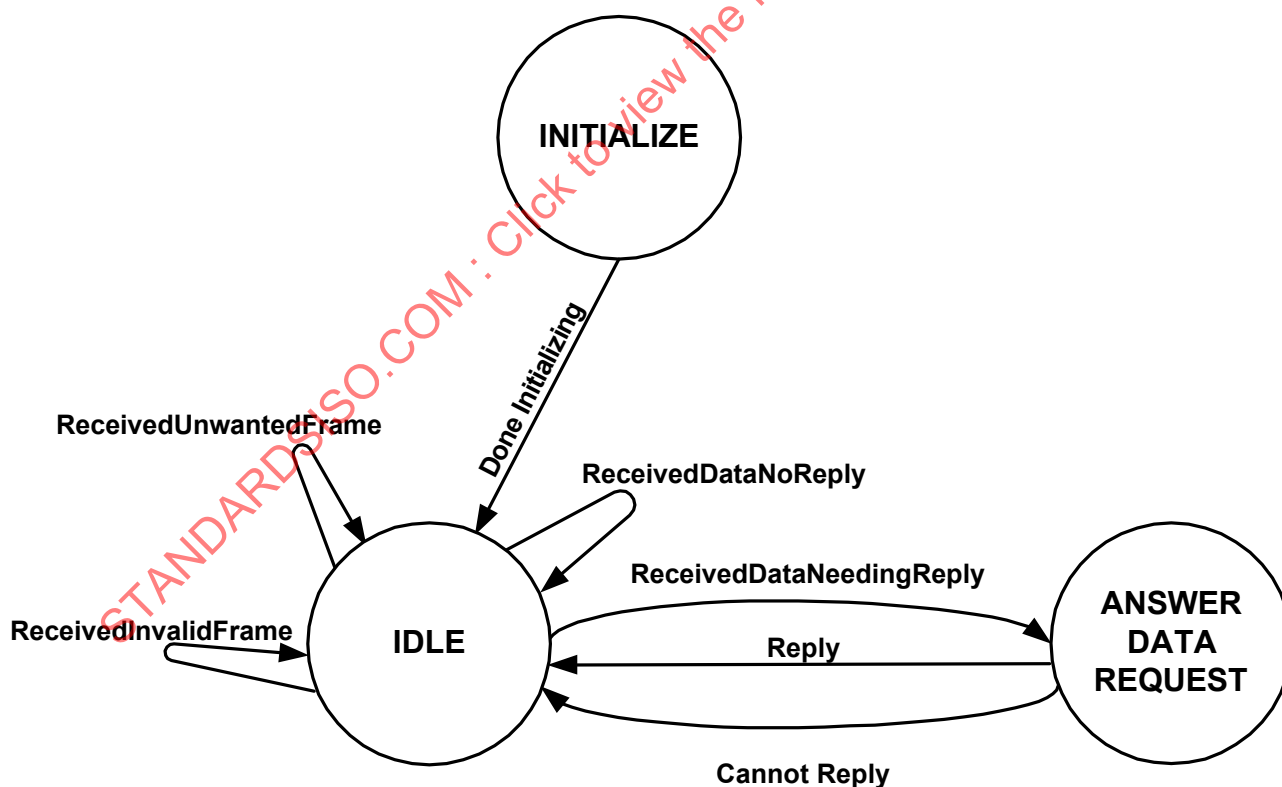 INITIALIZE
Done Initializing
ReceivedUnwantedFrame
ReceivedDataNoReply
ReceivedDataNeedingReply
ReceivedInvalidFrame
IDLE
Reply
ANSWER
DATA
REQUEST
Cannot Reply
STANDARDSISO.COM : Click to view the